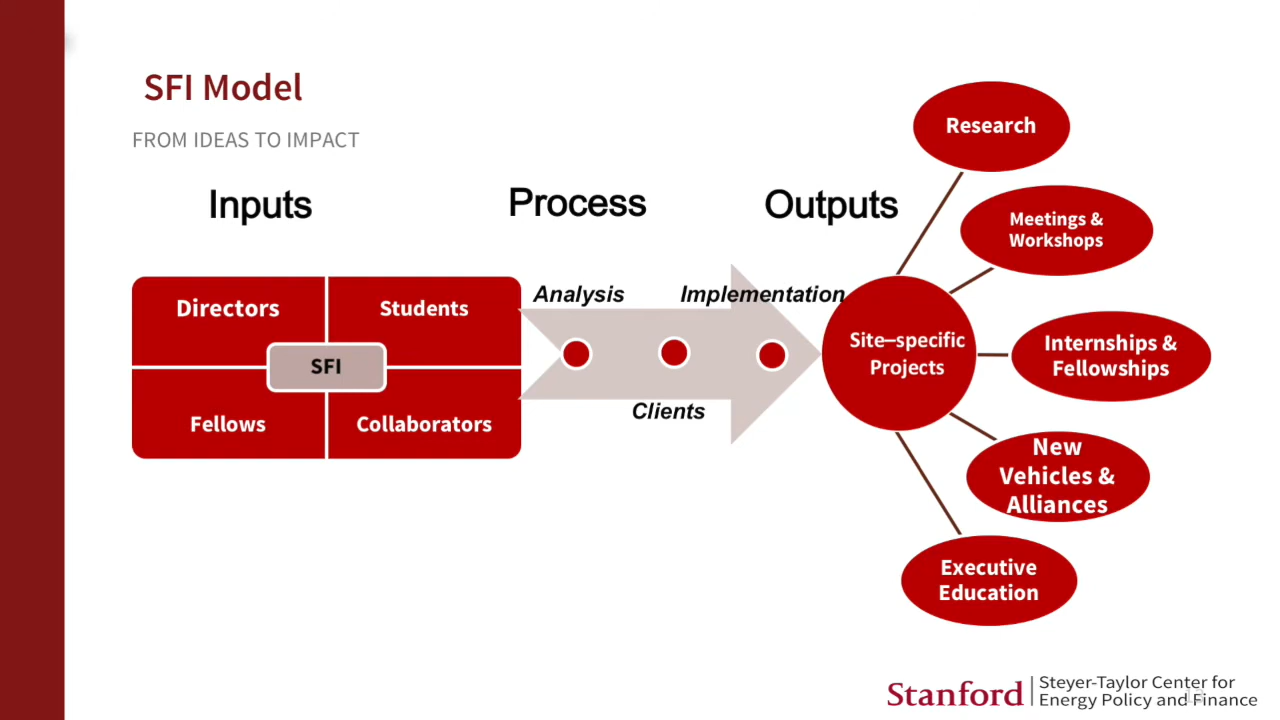 SFI Model
FROM IDEAS TO IMPACT
Inputs
Process
Outputs
Directors
Students
SFI
Fellows
Collaborators
Analysis
Implementation
Clients
Site–specific
Projects
Research
Meetings &
Workshops
Internships &
Fellowships
New
Vehicles &
Alliances
Executive
Education
Stanford
Steyer-Taylor Center for
Energy Policy and Finance